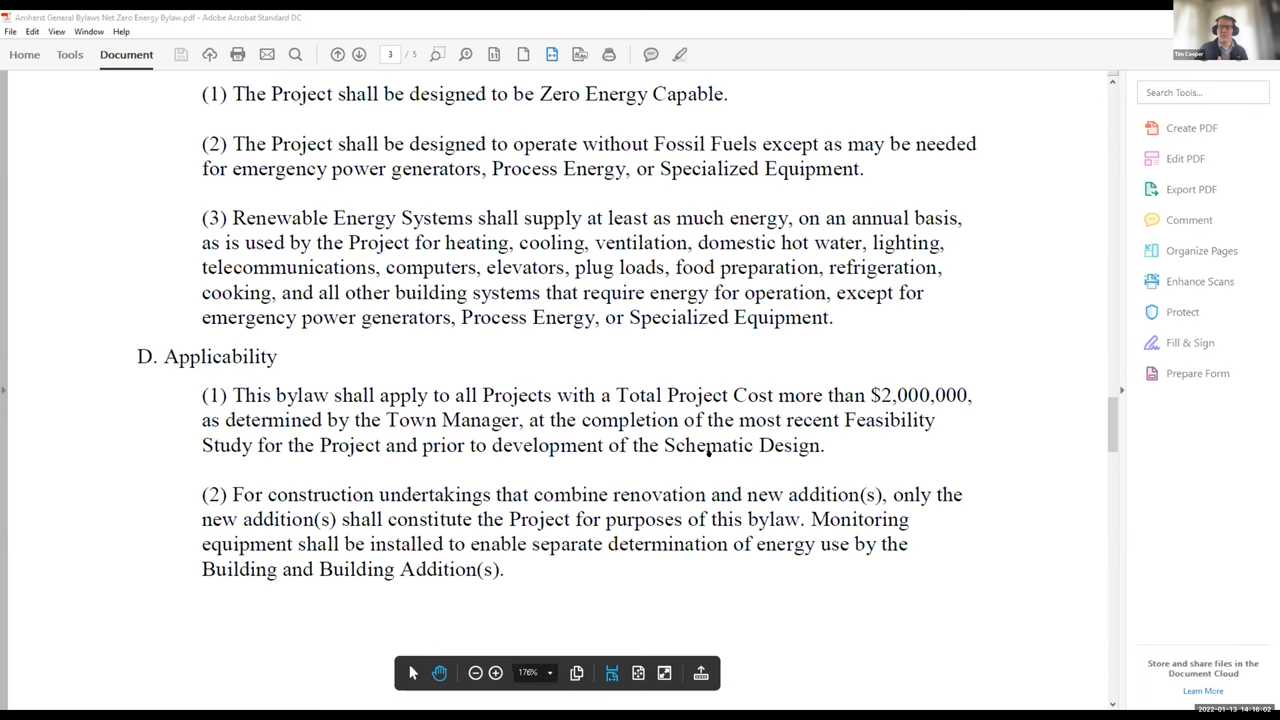 Amherst General Bylaws Net Zero Energy Bylaw.pdf - Adobe Acrobat Standard DC
File Edit View Window Help
Home Tools Document 3 / 5
Tim Cooper
(1) The Project shall be designed to be Zero Energy Capable.
(2) The Project shall be designed to operate without Fossil Fuels except as may be needed
for emergency power generators, Process Energy, or Specialized Equipment.
(3) Renewable Energy Systems shall supply at least as much energy, on an annual basis,
as is used by the Project for heating, cooling, ventilation, domestic hot water, lighting,
telecommunications, computers, elevators, plug loads, food preparation, refrigeration,
cooking, and all other building systems that require energy for operation, except for
emergency power generators, Process Energy, or Specialized Equipment.
D. Applicability
(1) This bylaw shall apply to all Projects with a Total Project Cost more than $2,000,000,
as determined by the Town Manager, at the completion of the most recent Feasibility
Study for the Project and prior to development of the Schematic Design.
(2) For construction undertakings that combine renovation and new addition(s), only the
new addition(s) shall constitute the Project for purposes of this bylaw. Monitoring
equipment shall be installed to enable separate determination of energy use by the
Building and Building Addition(s).
176%
Search Tools...
Create PDF
Edit PDF
Export PDF
Comment
Organize Pages
Enhance Scans
Protect
Fill & Sign
Prepare Form
Store and share files in the
Document Cloud
Learn More
2022-01-13 14:16:02